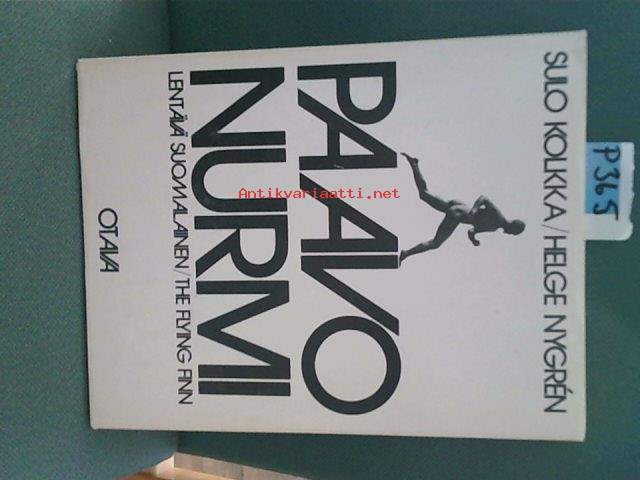 SULO KOLKKA/HELGE NYGRÉN
PAAVO
NURMI
LENTÄVÄ SUOMALAINEN/THE FLYING FINN
OTAVA
P365
Antikvariaatti.net